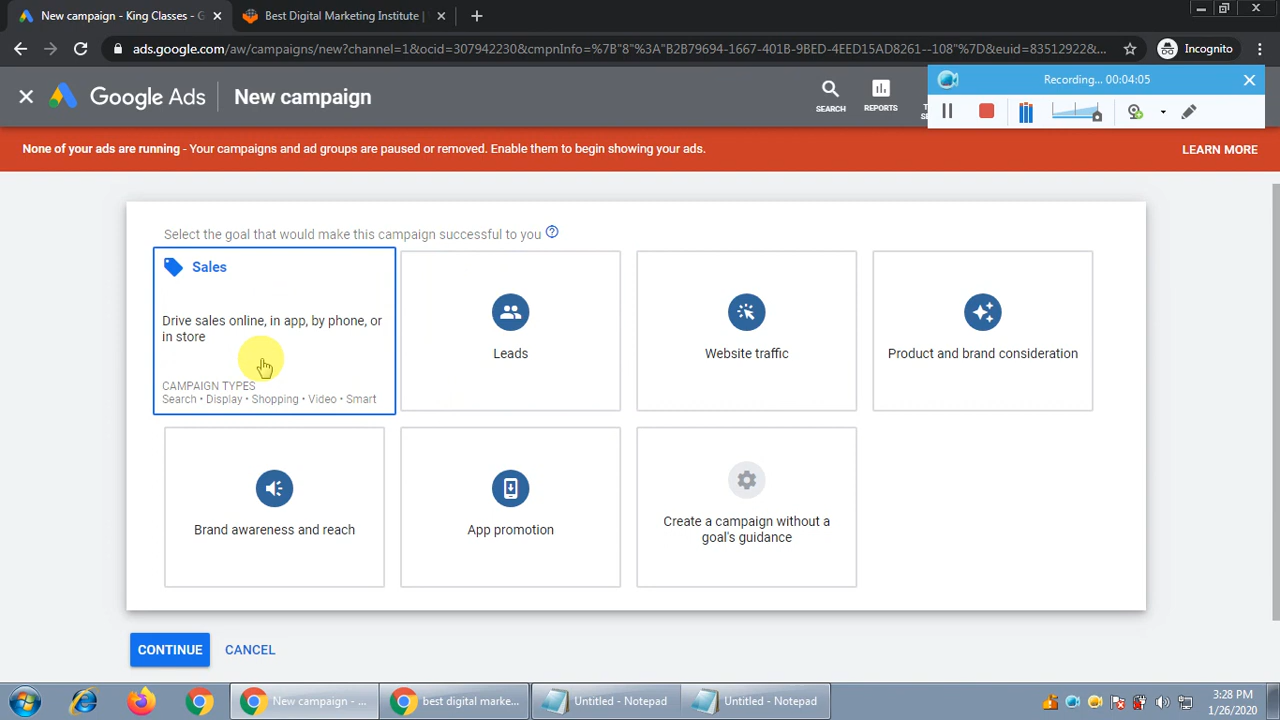 New campaign - King Classes - G
Best Digital Marketing Institute |
ads.google.com/aw/campaigns/new?channel=1&ocid=307942230&cmpnInfo=%7B"8"%3A"B2B79694-1667-401B-9BED-4EED15AD8261--108"%7D&euid=83512922&...
Incognito
Google Ads
New campaign
SEARCH
REPORTS
Recording... 00:04:05
None of your ads are running - Your campaigns and ad groups are paused or removed. Enable them to begin showing your ads.
LEARN MORE
Select the goal that would make this campaign successful to you
Sales
Drive sales online, in app, by phone, or
in store
CAMPAIGN TYPES
Search • Display • Shopping • Video • Smart
Leads
Website traffic
Product and brand consideration
Brand awareness and reach
App promotion
Create a campaign without a
goal's guidance
CONTINUE
CANCEL
New campaign - ...
best digital marke...
Untitled - Notepad
Untitled - Notepad
3:28 PM
1/26/2020